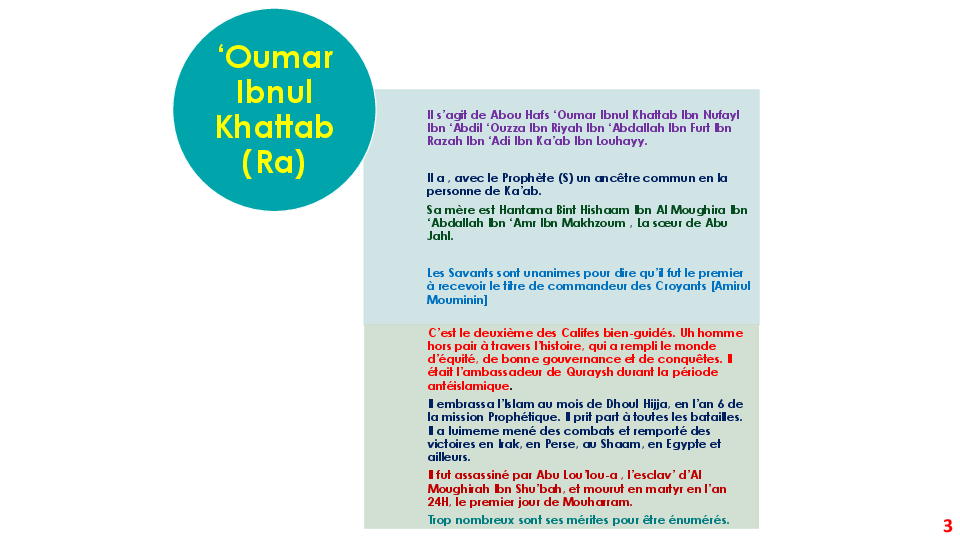 ‘Oumar
Ibnul
Khattab
(Ra)
Il s’agit de Abou Hafs ‘Oumar Ibnul Khattab Ibn Nufayl
Ibn ‘Abdil ‘Ouzza Ibn Riyah Ibn ‘Abdallah Ibn Furt Ibn
Razah Ibn ‘Adi Ibn Ka’ab Ibn Louhayy.
Il a , avec le Prophète (S) un ancêtre commun en la
personne de Ka’ab.
Sa mère est Hantama Bint Hishaam Ibn Al Moughira Ibn
‘Abdallah Ibn ‘Amr Ibn Makhzoum , La sœur de Abu
Jahl.
Les Savants sont unanimes pour dire qu’il fut le premier
à recevoir le titre de commandeur des Croyants [Amirul
Mouminin]
C’est le deuxième des Califes bien-guidés. Uh homme
hors pair à travers l’histoire, qui a rempli le monde
d’équité, de bonne gouvernance et de conquêtes. Il
était l’ambassadeur de Quraysh durant la période
antéislamique.
Il embrassa l’Islam au mois de Dhoul Hijja, en l’an 6 de
la mission Prophétique. Il prit part à toutes les batailles.
Il a luimeme mené des combats et remporté des
victoires en Irak, en Perse, au Shaam, en Egypte et
ailleurs.
Il fut assassiné par Abu Lou’lou-a , l’esclav’ d’Al
Moughirah Ibn Shu’bah, et mourut en martyr en l’an
24H, le premier jour de Mouharram.
Trop nombreux sont ses mérites pour être énumérés.
3